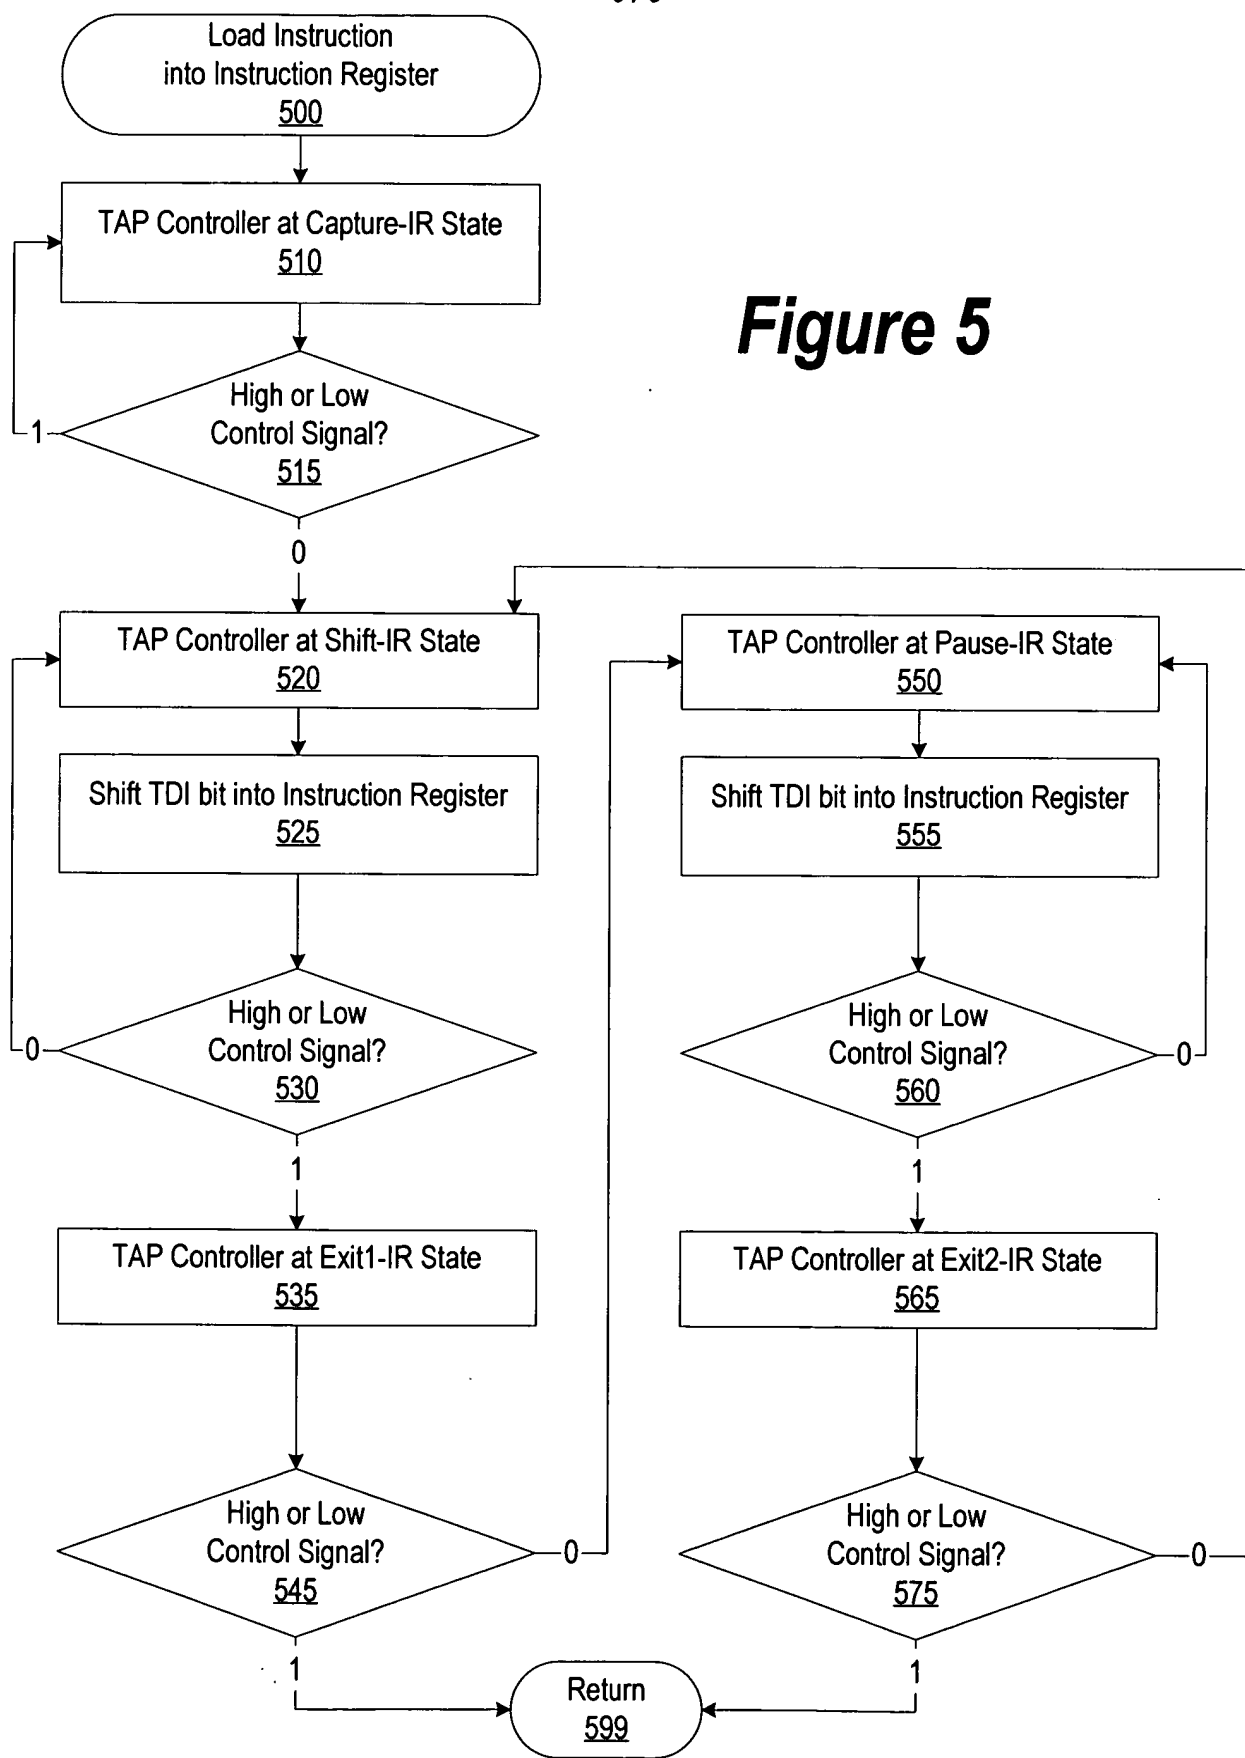 Load Instruction
into Instruction Register
500
TAP Controller at Capture-IR State
510
Figure 5
High or Low
Control Signal?
515
1
0
TAP Controller at Shift-IR State
520
Shift TDI bit into Instruction Register
525
High or Low
Control Signal?
530
0
1
TAP Controller at Exit1-IR State
535
High or Low
Control Signal?
545
0
1
TAP Controller at Pause-IR State
550
Shift TDI bit into Instruction Register
555
High or Low
Control Signal?
560
0
1
TAP Controller at Exit2-IR State
565
High or Low
Control Signal?
575
0
1
Return
599